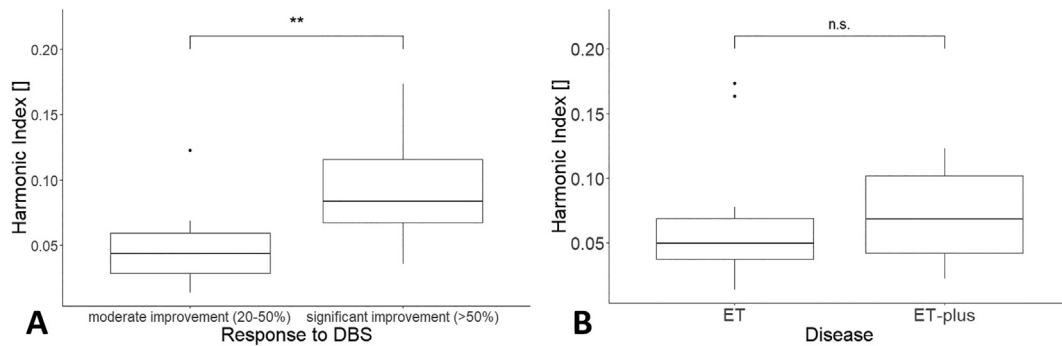 **
0.20
0.15
0.10
0.05
Harmonic Index []
moderate improvement (20-50%)
significant improvement (>50%)
Response to DBS
A
n.s.
0.20
0.15
0.10
0.05
Harmonic Index []
ET
ET-plus
Disease
B